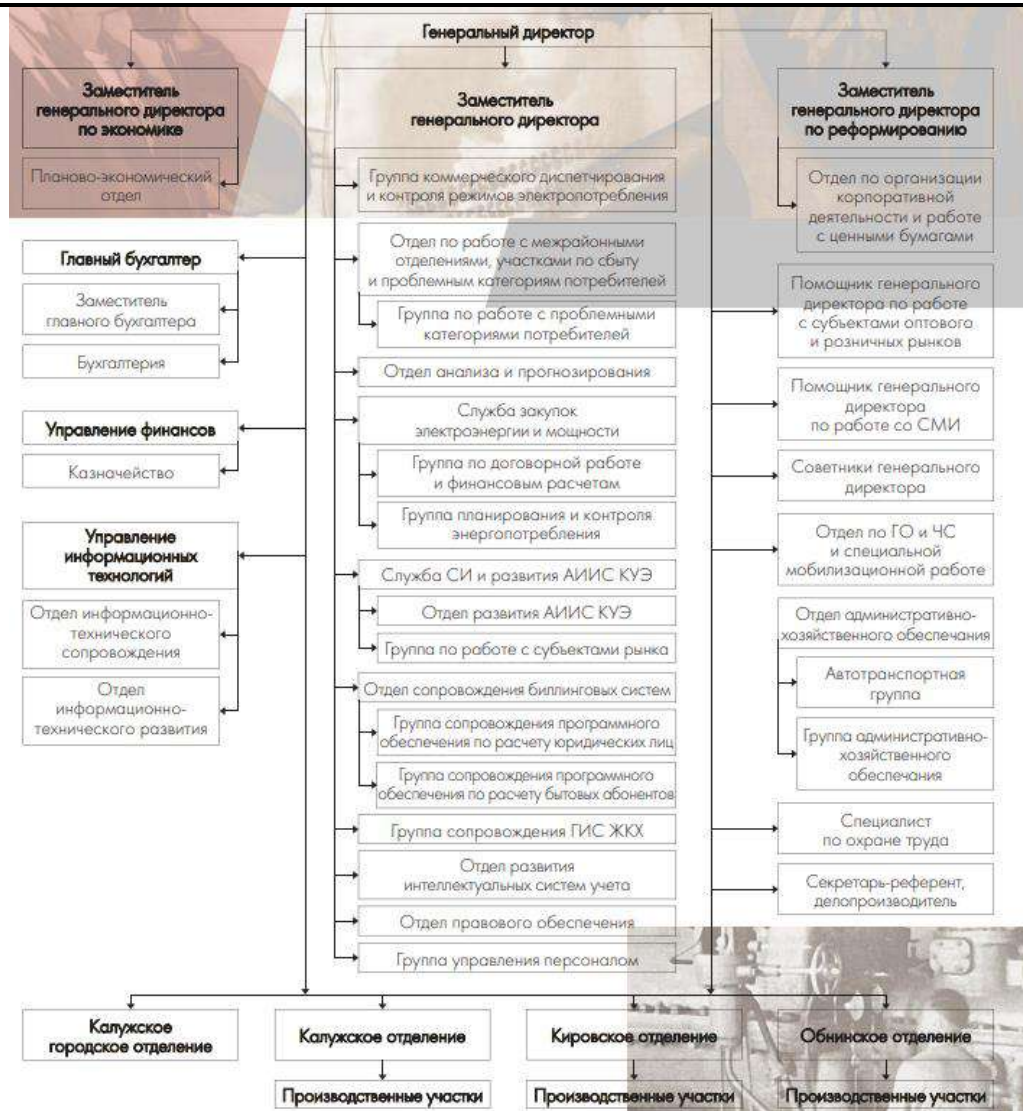 Генеральный директор
Заместитель
генерального директора
по экономике
Планово-экономический
отдел
Главный бухгалтер
Заместитель
главного бухгалтера
Бухгалтерия
Управление финансов
Казначейство
Управление
информационных
технологий
Отдел информационно-
технического
сопровождения
Отдел
информационно-
технического развития
Заместитель
генерального директора
Группа коммерческого диспетчирования
и контроля режимов электропотребления
Отдел по работе с межрайонными
отделениями, участками по сбыту
и проблемным категориям потребителей
Группа по работе с проблемными
категориями потребителей
Отдел анализа и прогнозирования
Служба закупок
электроэнергии и мощности
Группа по договорной работе
и финансовым расчетам
Группа планирования и контроля
энергопотребления
Служба СИ и развития АИИС КУЭ
Отдел развития АИИС КУЭ
Группа по работе с субъектами рынка
Отдел сопровождения биллинговых систем
Группа сопровождения программного
обеспечения по расчету юридических лиц
Группа сопровождения программного
обеспечения по расчету бытовых абонентов
Группа сопровождения ГИС ЖКХ
Отдел развития
интеллектуальных систем учета
Отдел правового обеспечения
Группа управления персоналом
Заместитель
генерального директора
по реформированию
Отдел по организации
корпоративной
деятельности и работе
с ценными бумагами
Помощник генерального
директора по работе
с субъектами оптового
и розничных рынков
Помощник генерального
директора
по работе со СМИ
Советники генерального
директора
Отдел по ГО и ЧС
и специальной
мобилизационной работе
Отдел административно-
хозяйственного обеспечания
Автотранспортная
группа
Группа административно-
хозяйственного
обеспечания
Специалист
по охране труда
Секретарь-референт,
делопроизводитель
Калужское
городское отделение
Калужское отделение
Кировское отделение
Обнинское отделение
Производственные участки
Производственные участки
Производственные участки